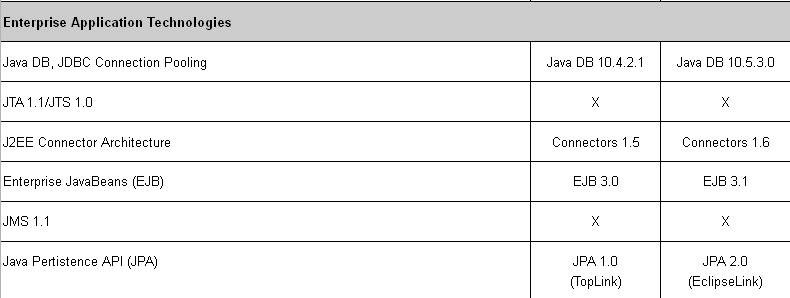 Enterprise Application Technologies
Java DB, JDBC Connection Pooling Java DB 10.4.2.1 Java DB 10.5.3.0
JTA 1.1/JTS 1.0 X X
J2EE Connector Architecture Connectors 1.5 Connectors 1.6
Enterprise JavaBeans (EJB) EJB 3.0 EJB 3.1
JMS 1.1 X X
Java Pertistence API (JPA) JPA 1.0 JPA 2.0
(TopLink) (EclipseLink)